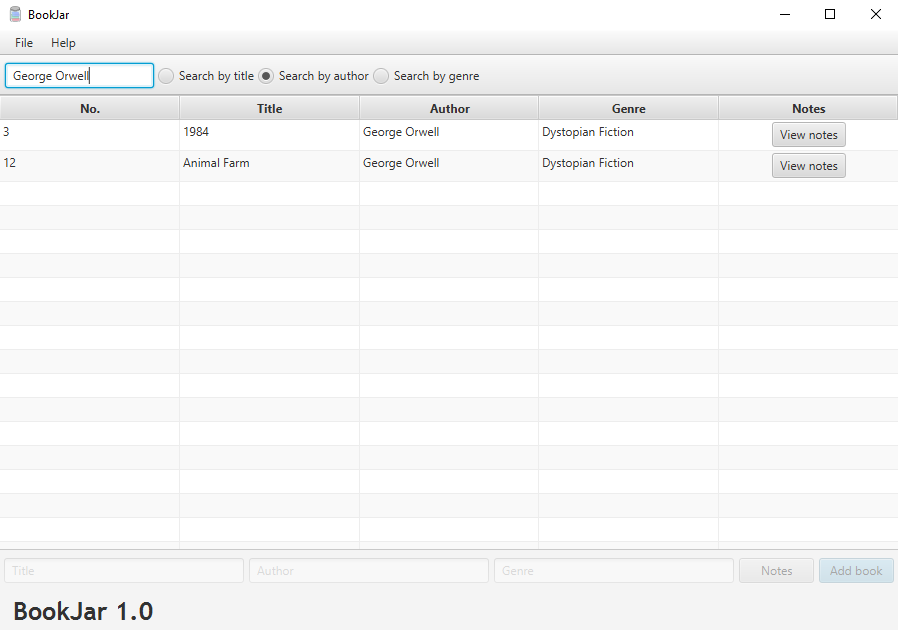 BookJar
File Help
George Orwell Search by title Search by author Search by genre
No. Title Author Genre Notes
3 1984 George Orwell Dystopian Fiction View notes
12 Animal Farm George Orwell Dystopian Fiction View notes
Title Author Genre Notes Add book
BookJar 1.0